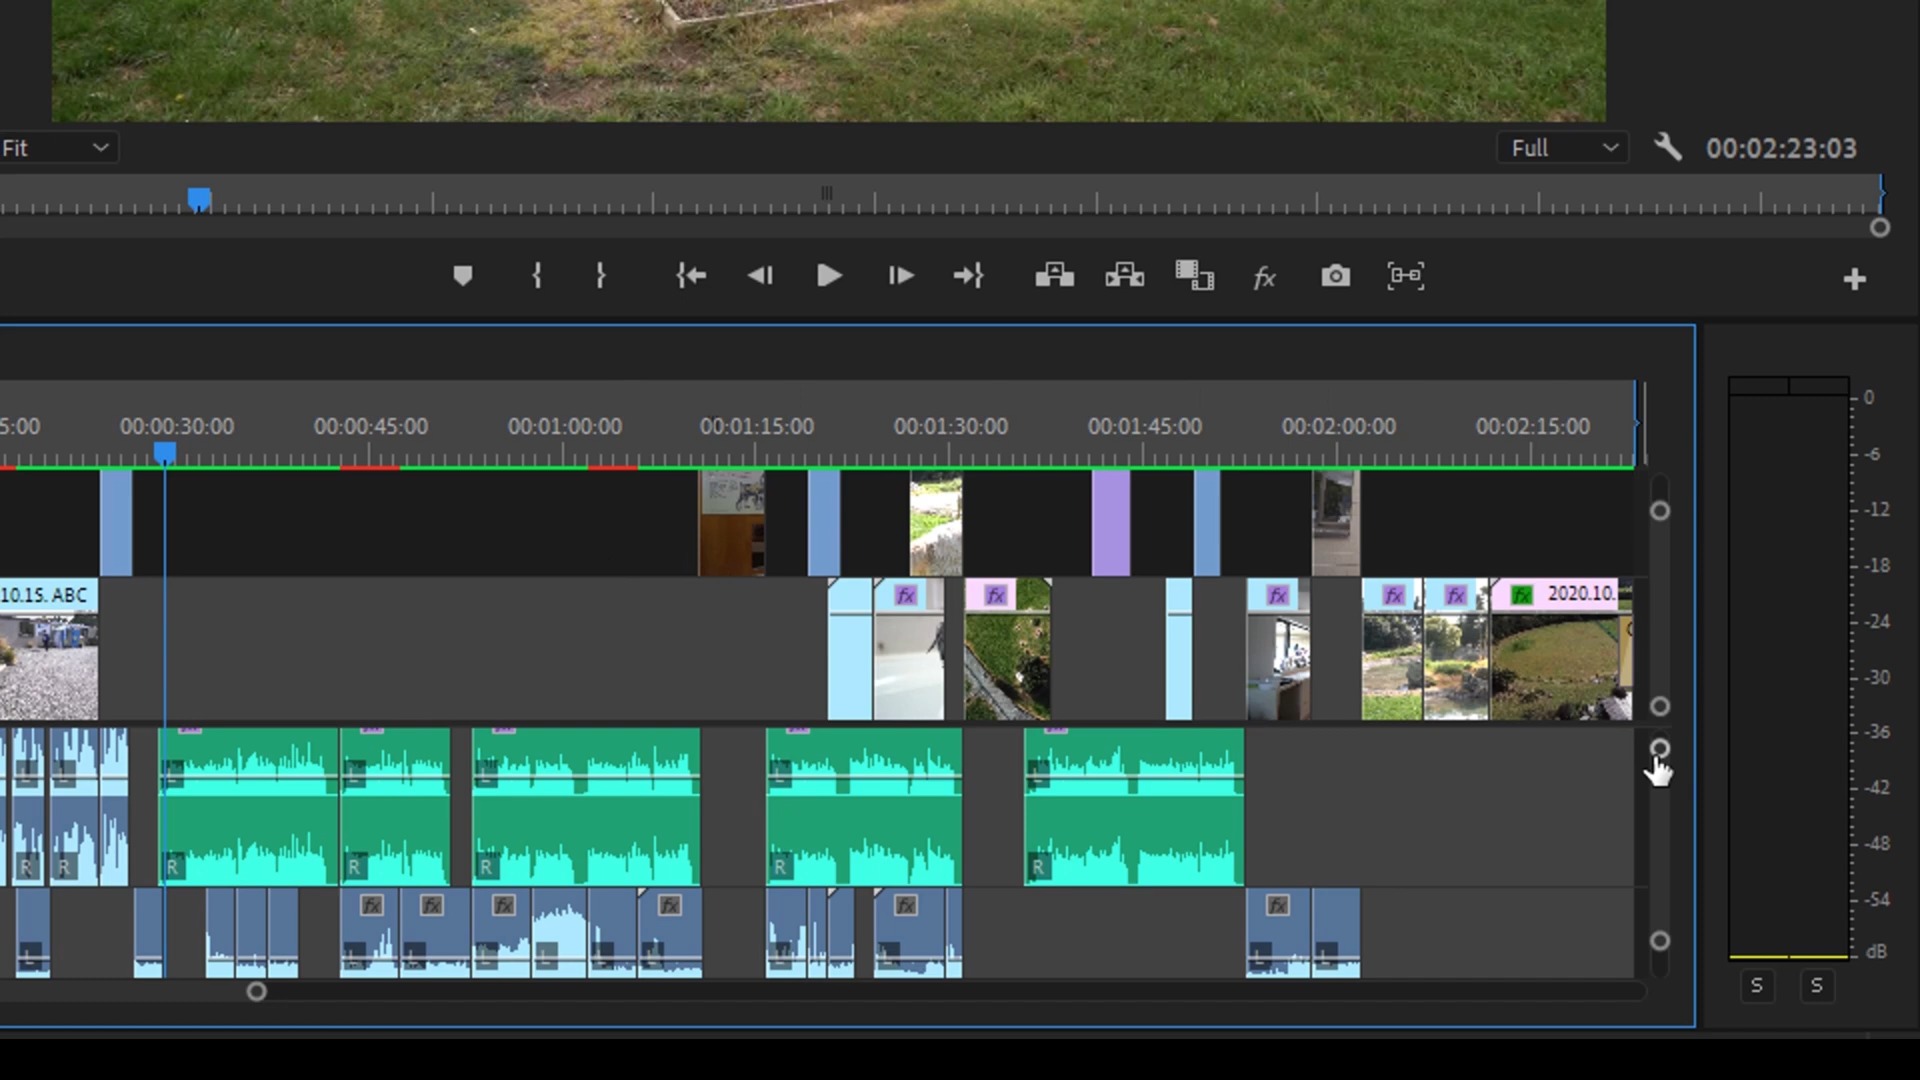 Fit
Full
00:02:23:03
fx
5:00
00:00:30:00
00:00:45:00
00:01:00:00
00:01:15:00
00:01:30:00
00:01:45:00
00:02:00:00
00:02:15:00
0
-6
-12
-18
-24
-30
-36
-42
-48
-54
dB
10.15. ABC
fx
fx
fx
fx
fx
fx
2020.10.
L
L
L
L
L
L
L
R
R
R
R
R
R
R
fx
fx
fx
fx
fx
fx
L
L
L
L
L
L
L
L
L
L
L
S
S